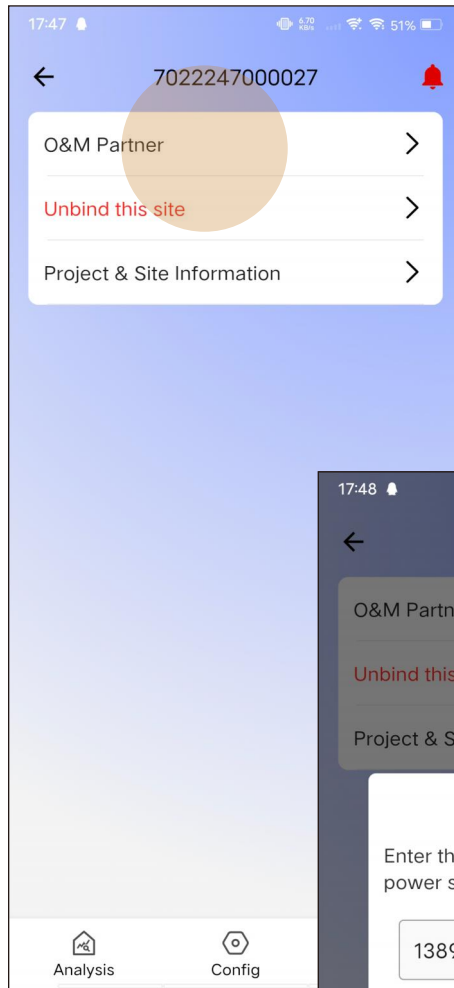 17:47
6.70
KB/s
51%
7022247000027
O&M Partner
Unbind this site
Project & Site Information
Analysis
Config
17:48
O&M Partn
Unbind this
Project & S
Enter th
power s
1389